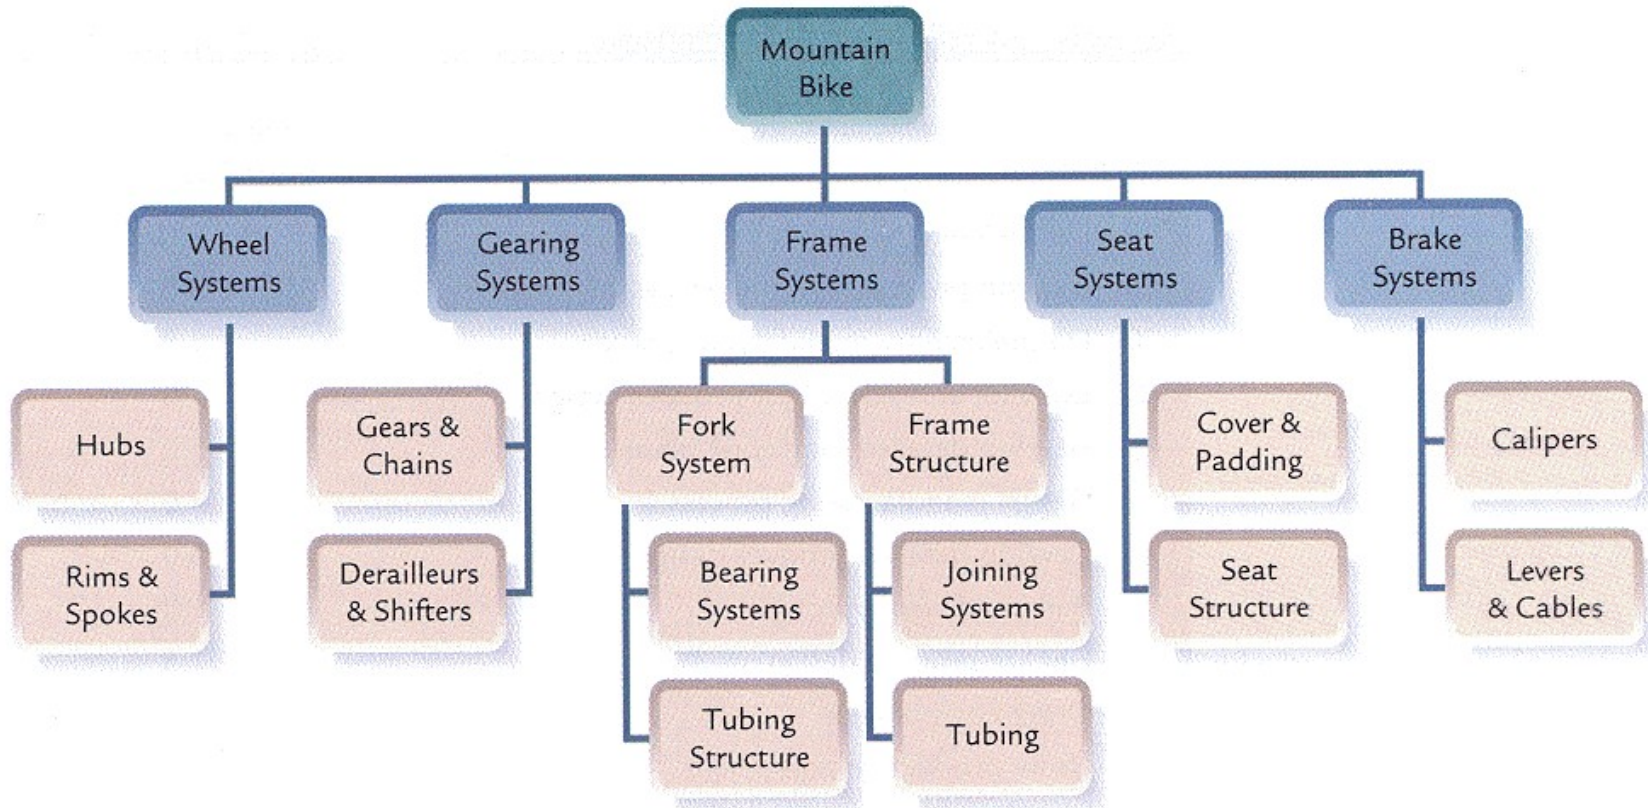 Mountain
Bike
Wheel
Systems
Gearing
Systems
Frame
Systems
Seat
Systems
Brake
Systems
Hubs
Gears &
Chains
Fork
System
Frame
Structure
Cover &
Padding
Calipers
Rims &
Spokes
Derailleurs
& Shifters
Bearing
Systems
Joining
Systems
Seat
Structure
Levers
& Cables
Tubing
Structure
Tubing